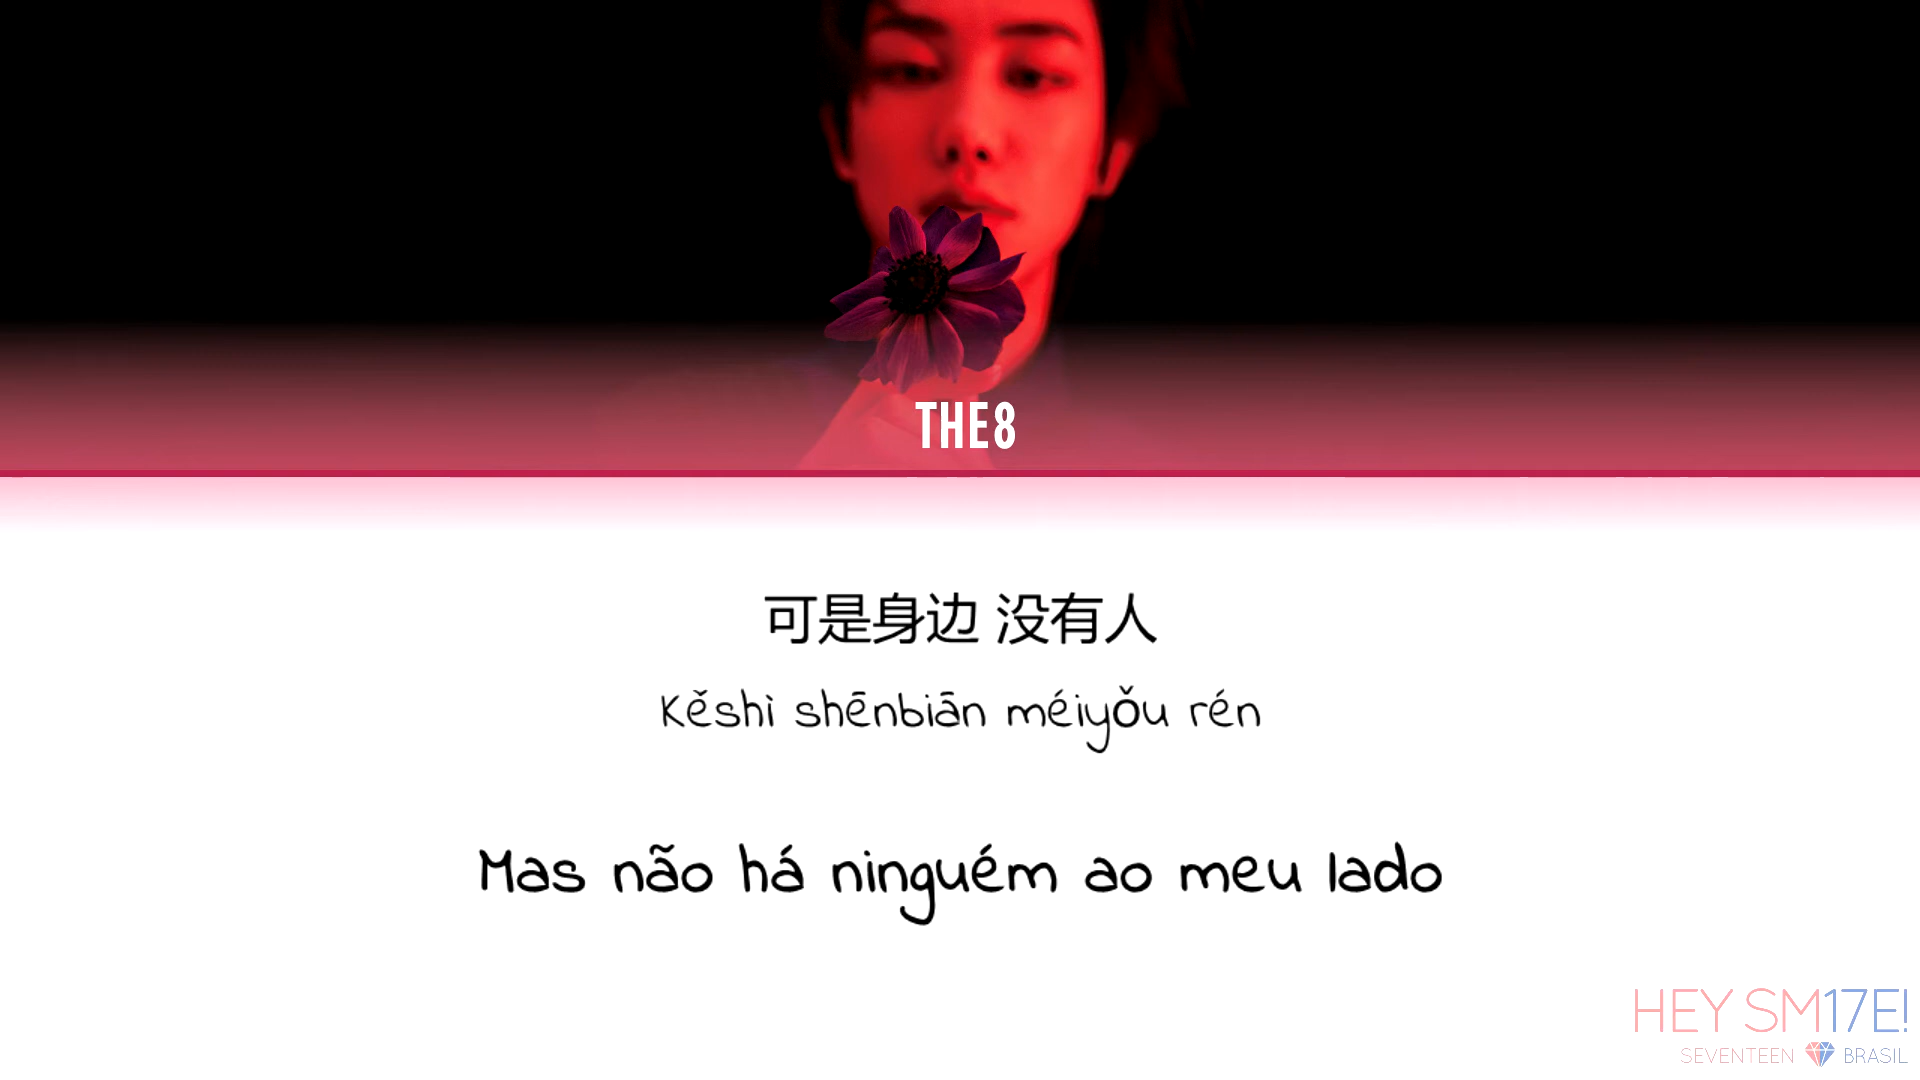 THE8
可是身边 没有人
Kěshì shēnbiān méiyǒu rén
Mas não há ninguém ao meu lado
HEY SM17E!
SEVENTEEN BRASIL